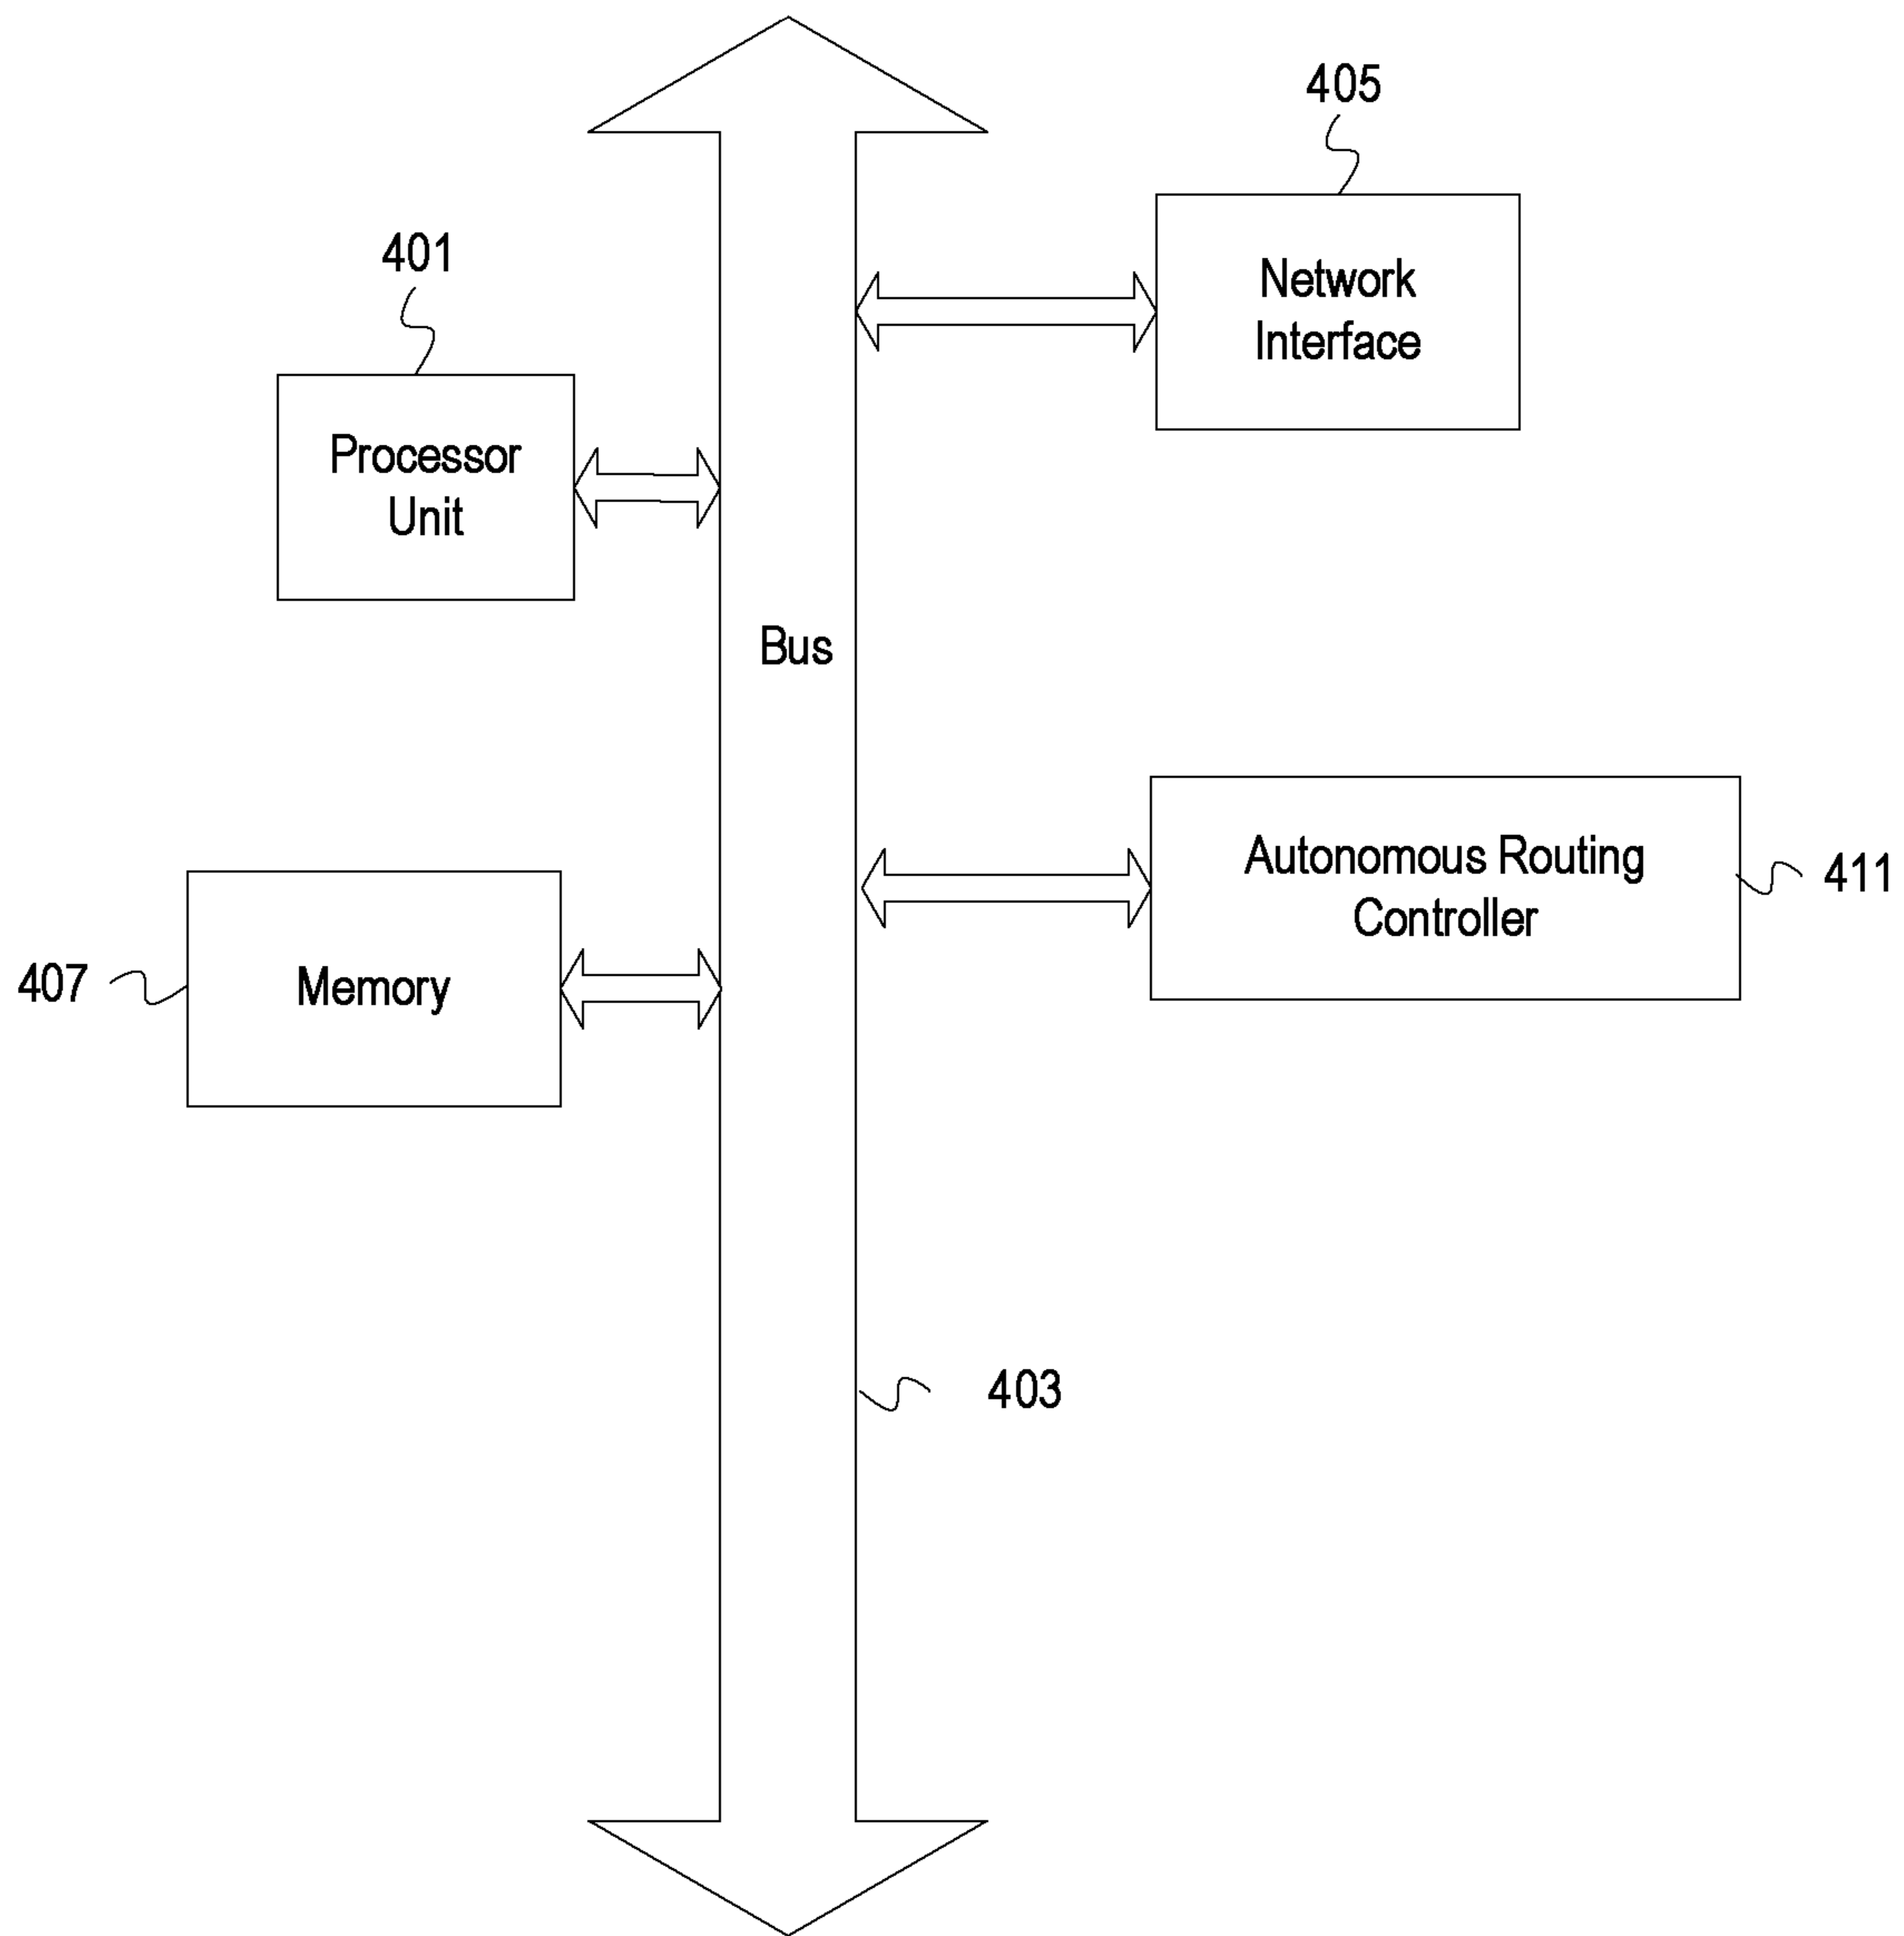 405
Network
Interface
401
Processor
Unit
Bus
Autonomous Routing
Controller
411
407
Memory
403